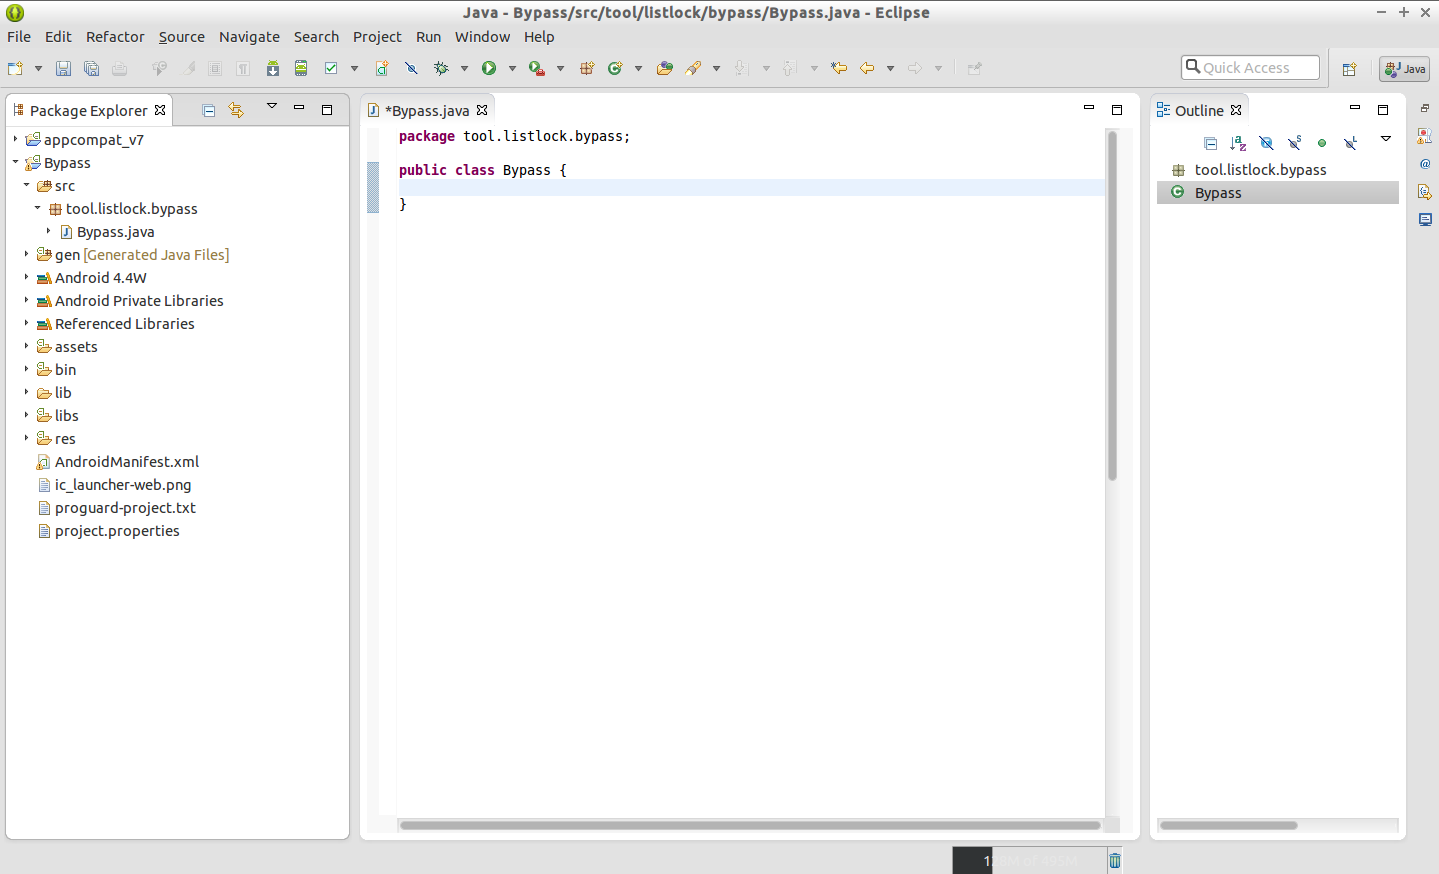 Java - Bypass/src/tool/listlock/bypass/Bypass.java - Eclipse
File Edit Refactor Source Navigate Search Project Run Window Help
Quick Access
Java
Package Explorer
appcompat_v7
Bypass
src
tool.listlock.bypass
Bypass.java
gen [Generated Java Files]
Android 4.4W
Android Private Libraries
Referenced Libraries
assets
bin
lib
libs
res
AndroidManifest.xml
ic_launcher-web.png
proguard-project.txt
project.properties
*Bypass.java
package tool.listlock.bypass;
public class Bypass {
}
Outline
tool.listlock.bypass
Bypass